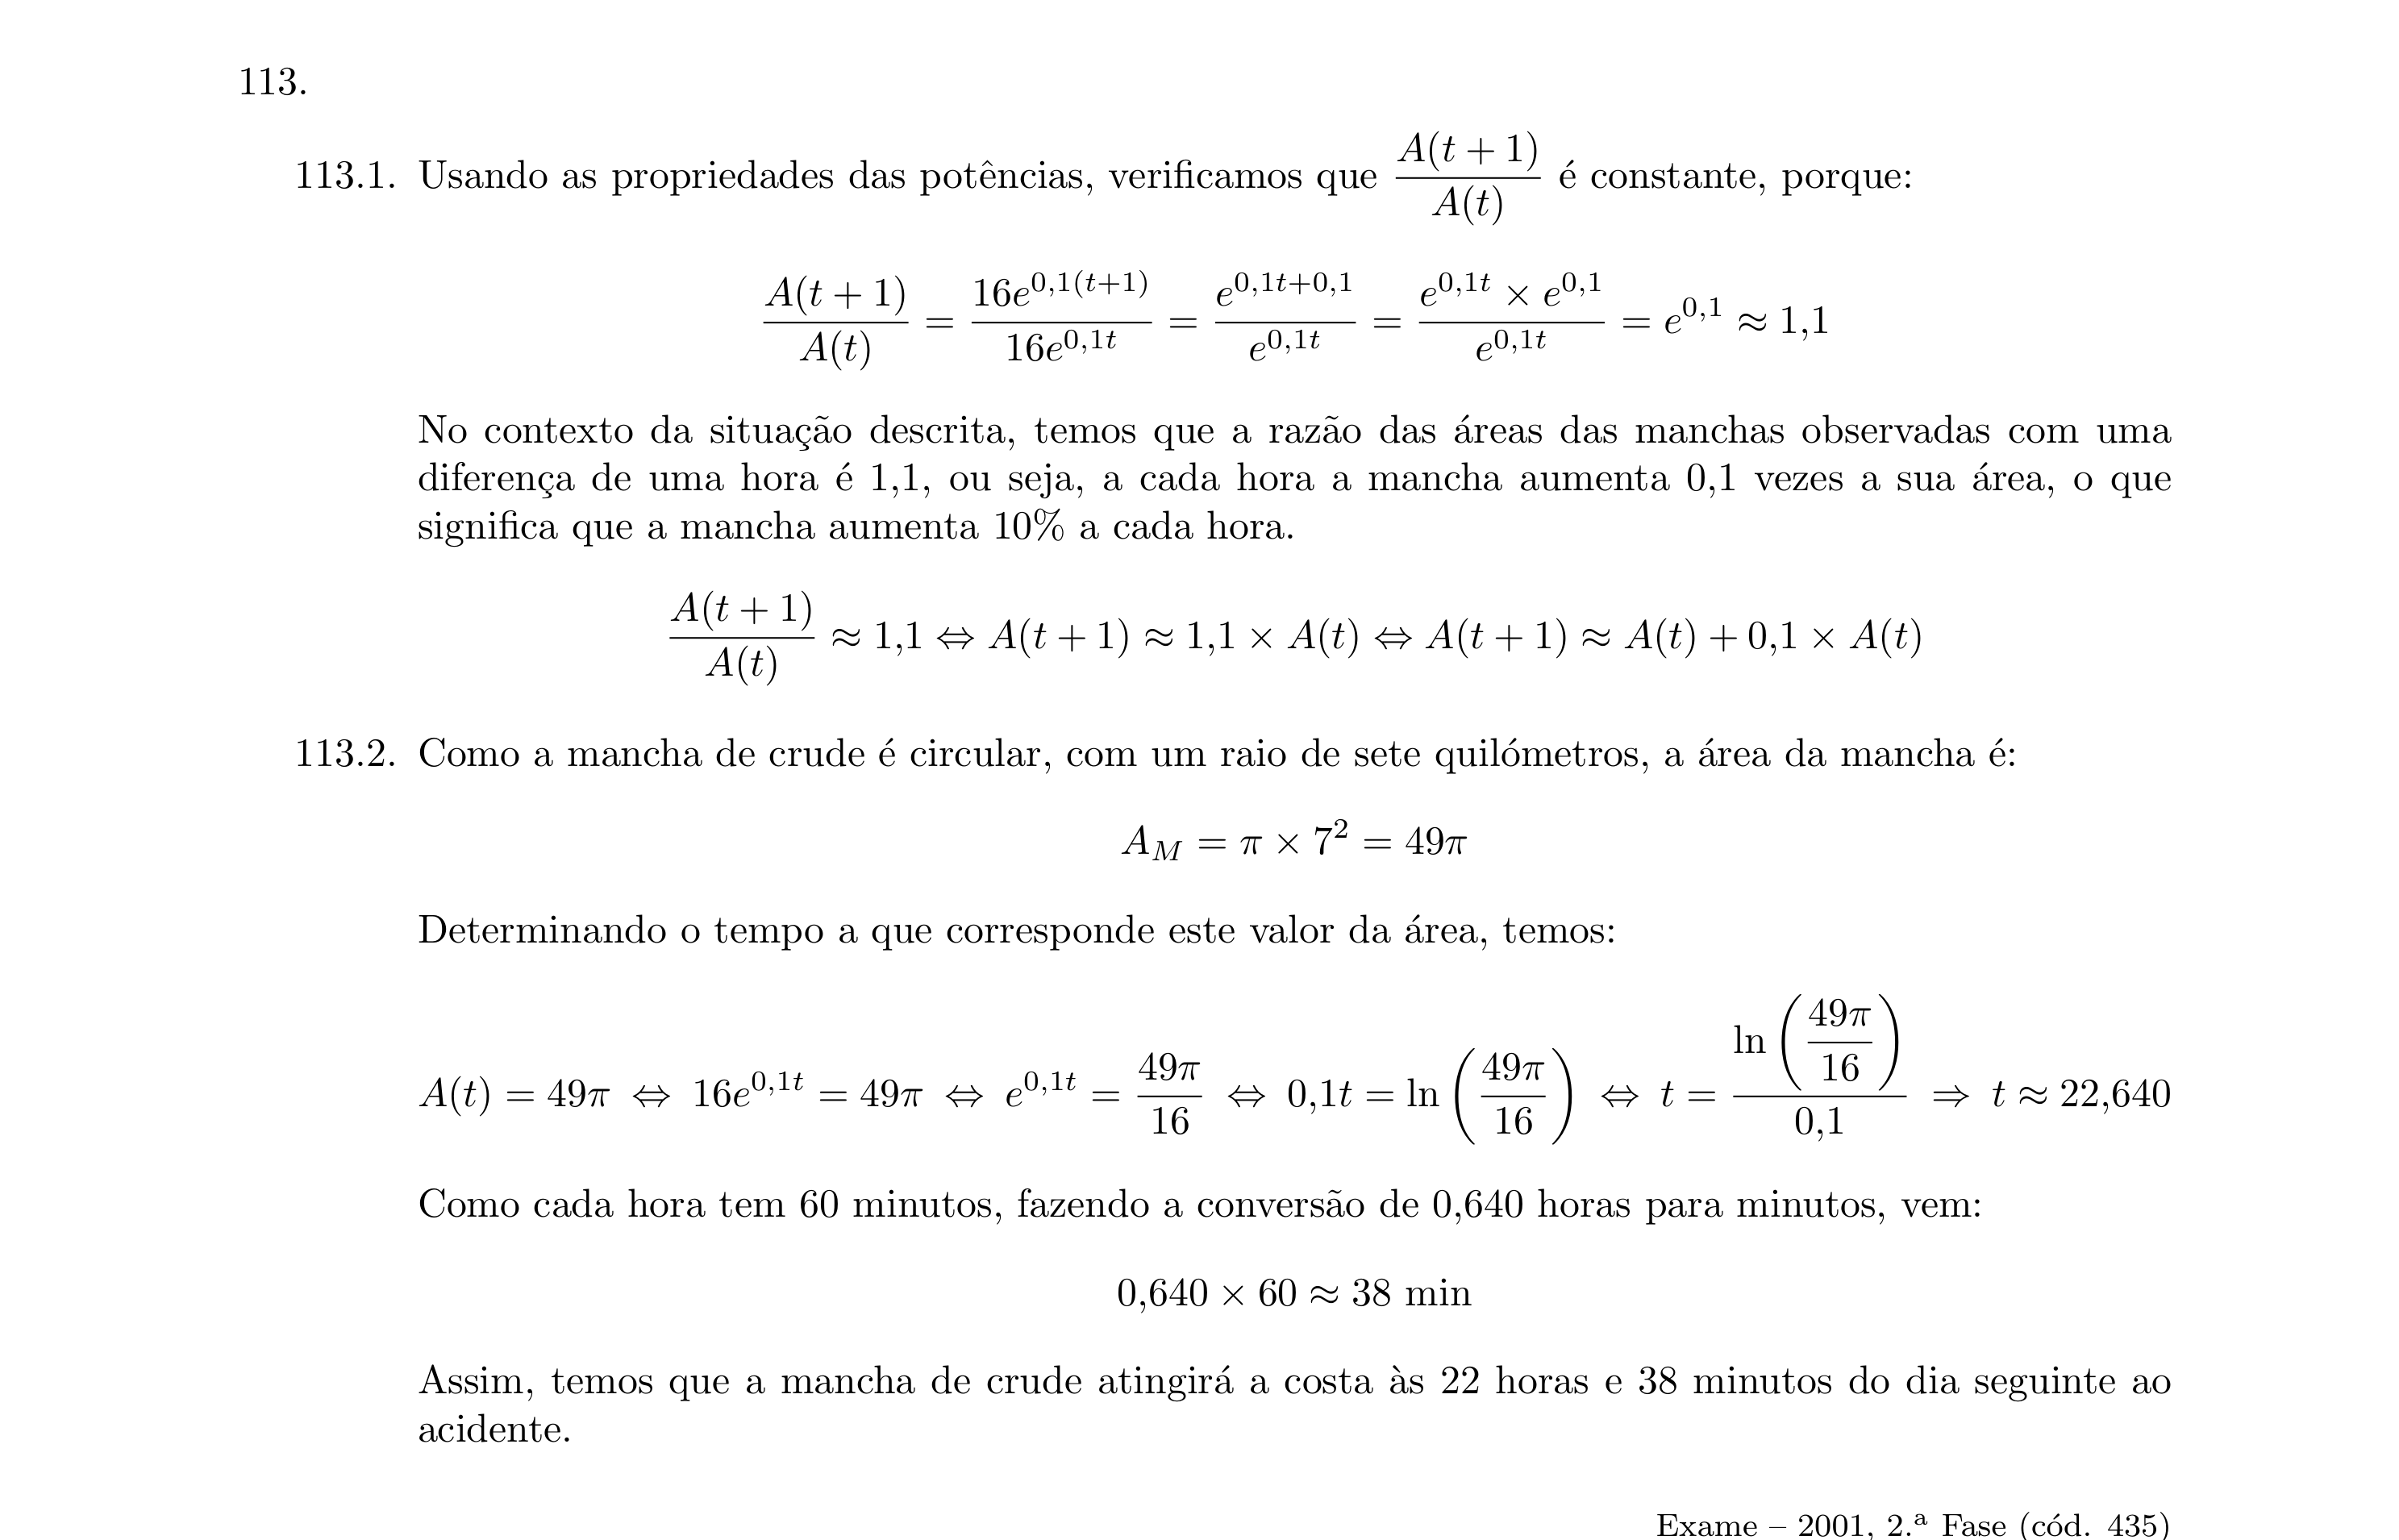 113.
113.1. Usando as propriedades das potências, verificamos que $\frac{A(t+1)}{A(t)}$ é constante, porque:
$\frac{A(t+1)}{A(t)} = \frac{16e^{0,1(t+1)}}{16e^{0,1t}} = \frac{e^{0,1t+0,1}}{e^{0,1t}} = \frac{e^{0,1t} \times e^{0,1}}{e^{0,1t}} = e^{0,1} \approx 1,1$
No contexto da situação descrita, temos que a razão das áreas das manchas observadas com uma
diferença de uma hora é 1,1, ou seja, a cada hora a mancha aumenta 0,1 vezes a sua área, o que
significa que a mancha aumenta 10% a cada hora.
$\frac{A(t+1)}{A(t)} \approx 1,1 \Leftrightarrow A(t+1) \approx 1,1 \times A(t) \Leftrightarrow A(t+1) \approx A(t) + 0,1 \times A(t)$
113.2. Como a mancha de crude é circular, com um raio de sete quilómetros, a área da mancha é:
$A_M = \pi \times 7^2 = 49\pi$
Determinando o tempo a que corresponde este valor da área, temos:
$A(t) = 49\pi \Leftrightarrow 16e^{0,1t} = 49\pi \Leftrightarrow e^{0,1t} = \frac{49\pi}{16} \Leftrightarrow 0,1t = \ln\left(\frac{49\pi}{16}\right) \Leftrightarrow t = \frac{\ln\left(\frac{49\pi}{16}\right)}{0,1} \Rightarrow t \approx 22,640$
Como cada hora tem 60 minutos, fazendo a conversão de 0,640 horas para minutos, vem:
$0,640 \times 60 \approx 38$ min
Assim, temos que a mancha de crude atingirá a costa às 22 horas e 38 minutos do dia seguinte ao
acidente.
Exame – 2001, 2.ª Fase (cód. 435)